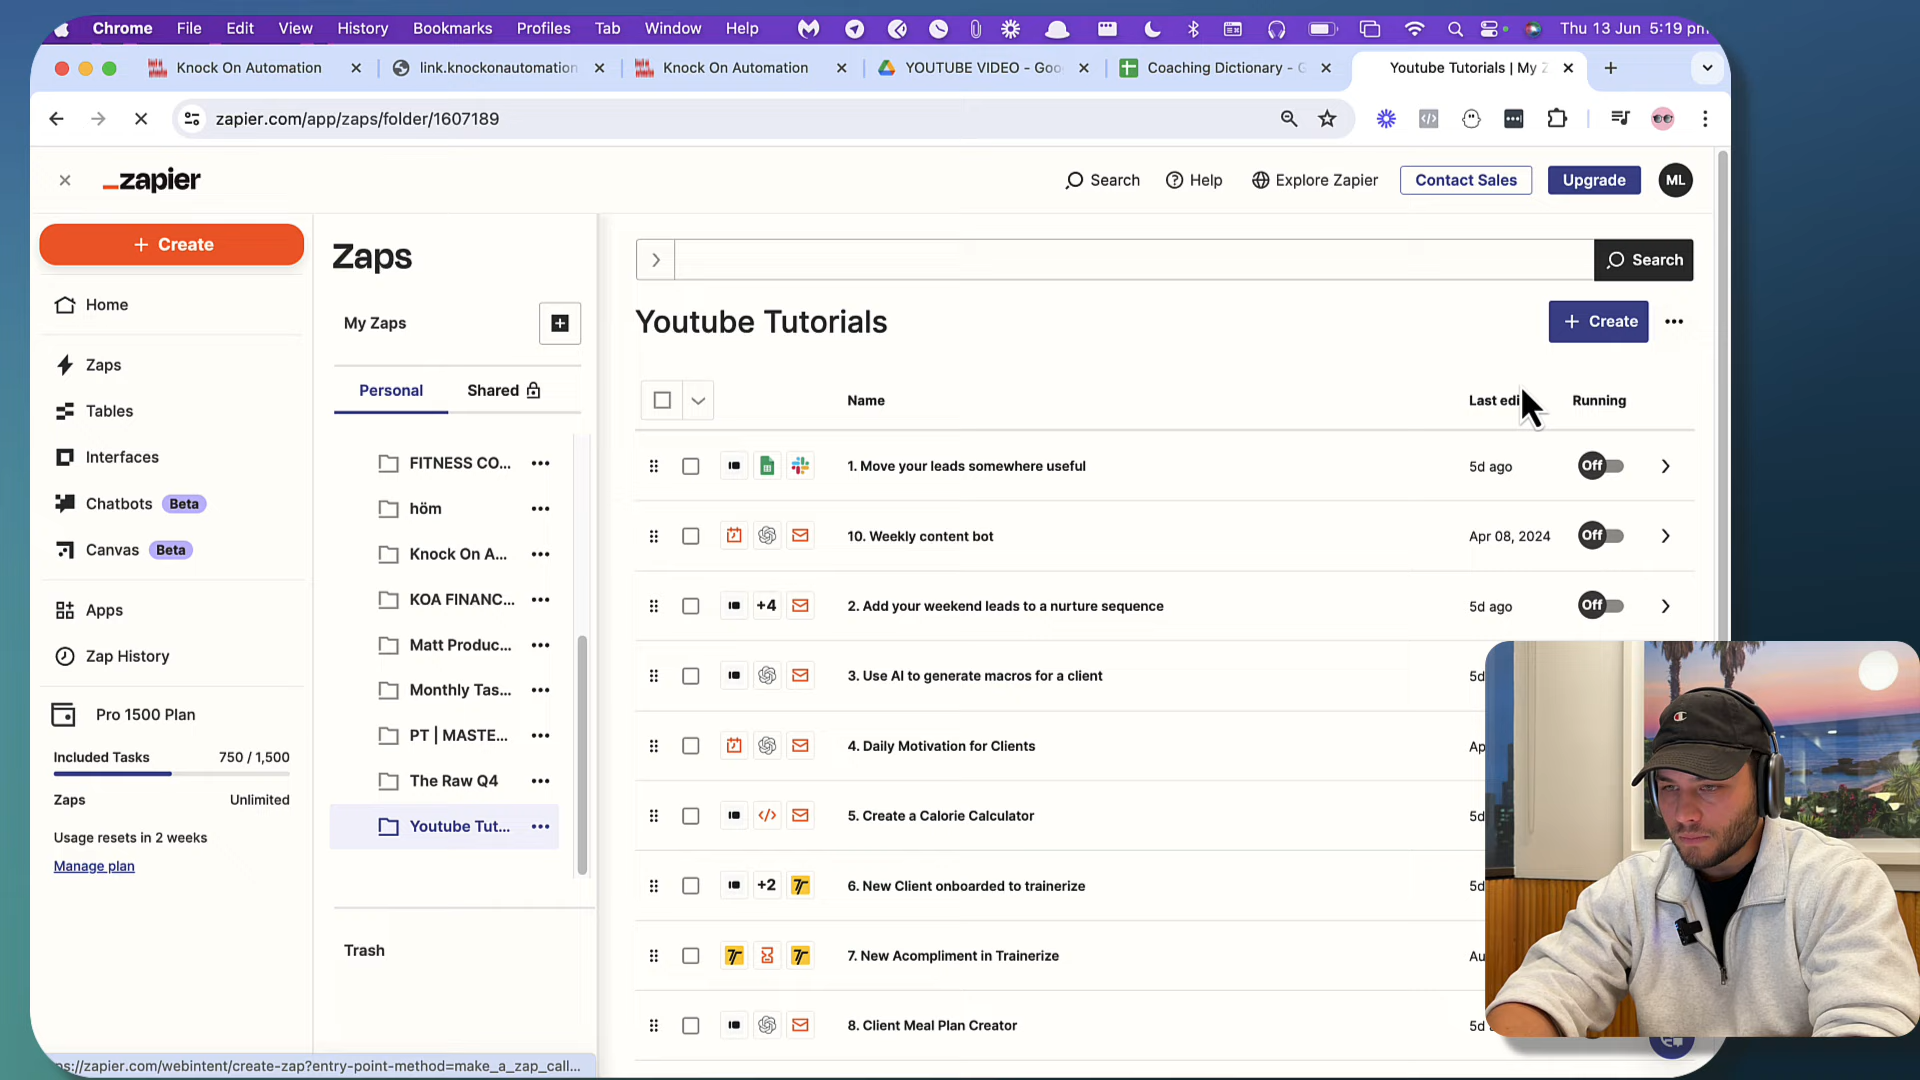 Chrome File Edit View History Bookmarks Profiles Tab Window Help Thu 13 Jun 5:19 pm
Knock On Automation link.knockonautomation Knock On Automation YOUTUBE VIDEO - Goo Coaching Dictionary - G Youtube Tutorials | My Z
zapier.com/app/zaps/folder/1607189
_zapier Search Help Explore Zapier Contact Sales Upgrade ML
+ Create
Home
Zaps
Tables
Interfaces
Chatbots Beta
Canvas Beta
Apps
Zap History
Pro 1500 Plan
Included Tasks 750 / 1,500
Zaps Unlimited
Usage resets in 2 weeks
Manage plan
Zaps
My Zaps
Personal Shared
FITNESS CO...
höm
Knock On A...
KOA FINANC...
Matt Produc...
Monthly Tas...
PT | MASTE...
The Raw Q4
Youtube Tut...
Trash
Search
Youtube Tutorials + Create
Name Last edi Running
1. Move your leads somewhere useful 5d ago Off
10. Weekly content bot Apr 08, 2024 Off
+4 2. Add your weekend leads to a nurture sequence 5d ago Off
3. Use AI to generate macros for a client 5d
4. Daily Motivation for Clients Ap
5. Create a Calorie Calculator 5d
+2 6. New Client onboarded to trainerize 5d
7. New Acompliment in Trainerize Au
8. Client Meal Plan Creator 5d
ps://zapier.com/webintent/create-zap?entry-point-method=make_a_zap_call...